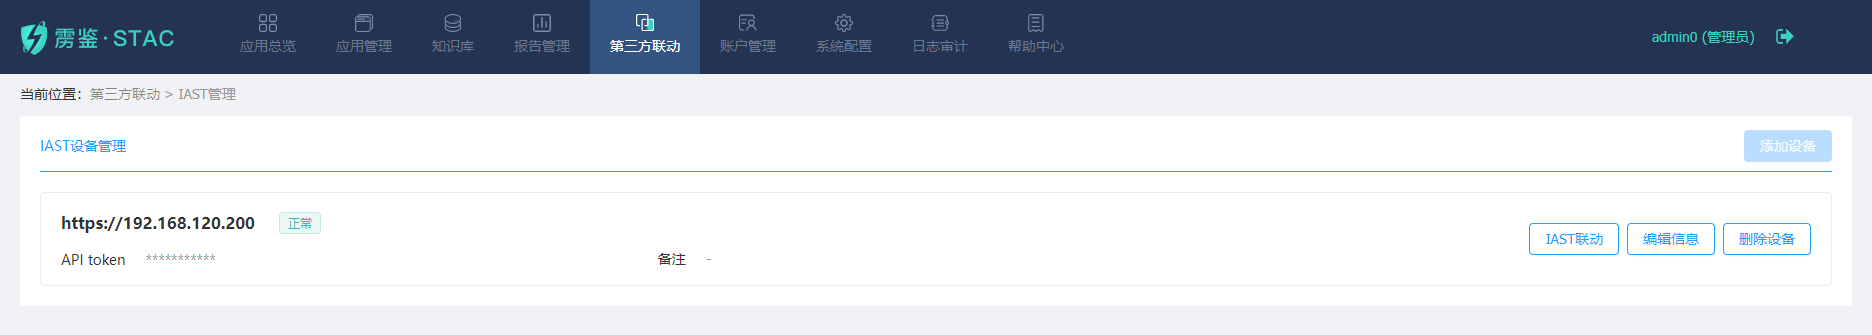 雳鉴·STAC
应用总览 应用管理 知识库 报告管理 第三方联动 账户管理 系统配置 日志审计 帮助中心
admin0 (管理员)
当前位置：第三方联动 > IAST管理
IAST设备管理 添加设备
https://192.168.120.200 正常
IAST联动 编辑信息 删除设备
API token *********** 备注 -